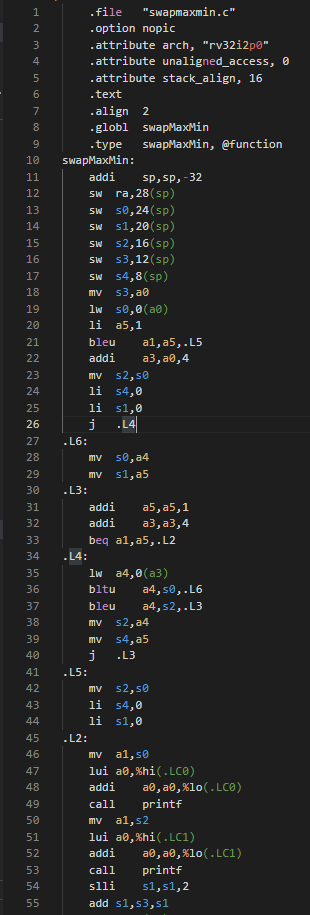 1 .file "swapmaxmin.c"
2 .option nopic
3 .attribute arch, "rv32i2p0"
4 .attribute unaligned_access, 0
5 .attribute stack_align, 16
6 .text
7 .align 2
8 .globl swapMaxMin
9 .type swapMaxMin, @function
10 swapMaxMin:
11 addi sp,sp,-32
12 sw ra,28(sp)
13 sw s0,24(sp)
14 sw s1,20(sp)
15 sw s2,16(sp)
16 sw s3,12(sp)
17 sw s4,8(sp)
18 mv s3,a0
19 lw s0,0(a0)
20 li a5,1
21 bleu a1,a5,.L5
22 addi a3,a0,4
23 mv s2,s0
24 li s4,0
25 li s1,0
26 j .L4
27 .L6:
28 mv s0,a4
29 mv s1,a5
30 .L3:
31 addi a5,a5,1
32 addi a3,a3,4
33 beq a1,a5,.L2
34 .L4:
35 lw a4,0(a3)
36 bltu a4,s0,.L6
37 bleu a4,s2,.L3
38 mv s2,a4
39 mv s4,a5
40 j .L3
41 .L5:
42 mv s2,s0
43 li s4,0
44 li s1,0
45 .L2:
46 mv a1,s0
47 lui a0,%hi(.LC0)
48 addi a0,a0,%lo(.LC0)
49 call printf
50 mv a1,s2
51 lui a0,%hi(.LC1)
52 addi a0,a0,%lo(.LC1)
53 call printf
54 slli s1,s1,2
55 add s1,s3,s1